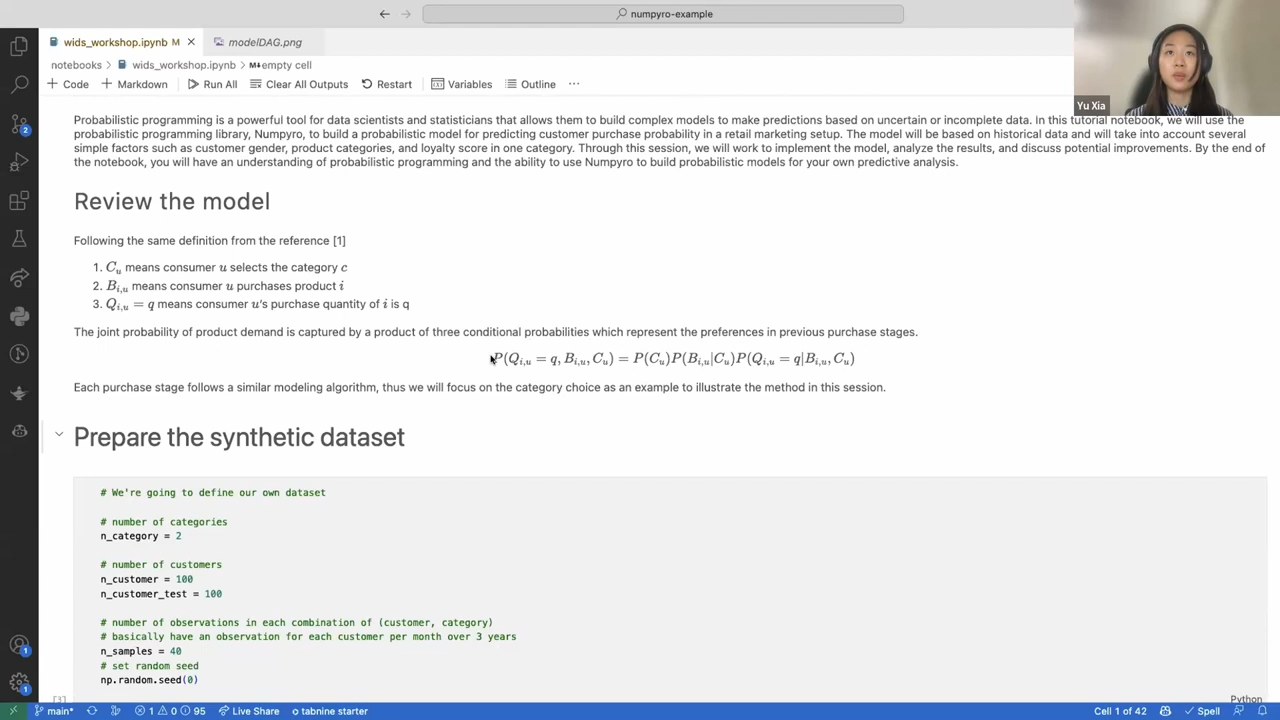 numpyro-example
wids_workshop.ipynb M
modelDAG.png
notebooks > wids_workshop.ipynb > M↓empty cell
+ Code + Markdown Run All Clear All Outputs Restart Variables Outline ...
Yu Xia
Probabilistic programming is a powerful tool for data scientists and statisticians that allows them to build complex models to make predictions based on uncertain or incomplete data. In this tutorial notebook, we will use the
probabilistic programming library, Numpyro, to build a probabilistic model for predicting customer purchase probability in a retail marketing setup. The model will be based on historical data and will take into account several
simple factors such as customer gender, product categories, and loyalty score in one category. Through this session, we will work to implement the model, analyze the results, and discuss potential improvements. By the end of
the notebook, you will have an understanding of probabilistic programming and the ability to use Numpyro to build probabilistic models for your own predictive analysis.
Review the model
Following the same definition from the reference [1]
1. C_u means consumer u selects the category c
2. B_{i,u} means consumer u purchases product i
3. Q_{i,u} = q means consumer u's purchase quantity of i is q
The joint probability of product demand is captured by a product of three conditional probabilities which represent the preferences in previous purchase stages.
P(Q_{i,u} = q, B_{i,u}, C_u) = P(C_u)P(B_{i,u}|C_u)P(Q_{i,u} = q|B_{i,u}, C_u)
Each purchase stage follows a similar modeling algorithm, thus we will focus on the category choice as an example to illustrate the method in this session.
Prepare the synthetic dataset
# We're going to define our own dataset
# number of categories
n_category = 2
# number of customers
n_customer = 100
n_customer_test = 100
# number of observations in each combination of (customer, category)
# basically have an observation for each customer per month over 3 years
n_samples = 40
# set random seed
np.random.seed(0)
[3]
Python
2
1
1
main* 1 0 95 Live Share tabnine starter
Cell 1 of 42 Spell